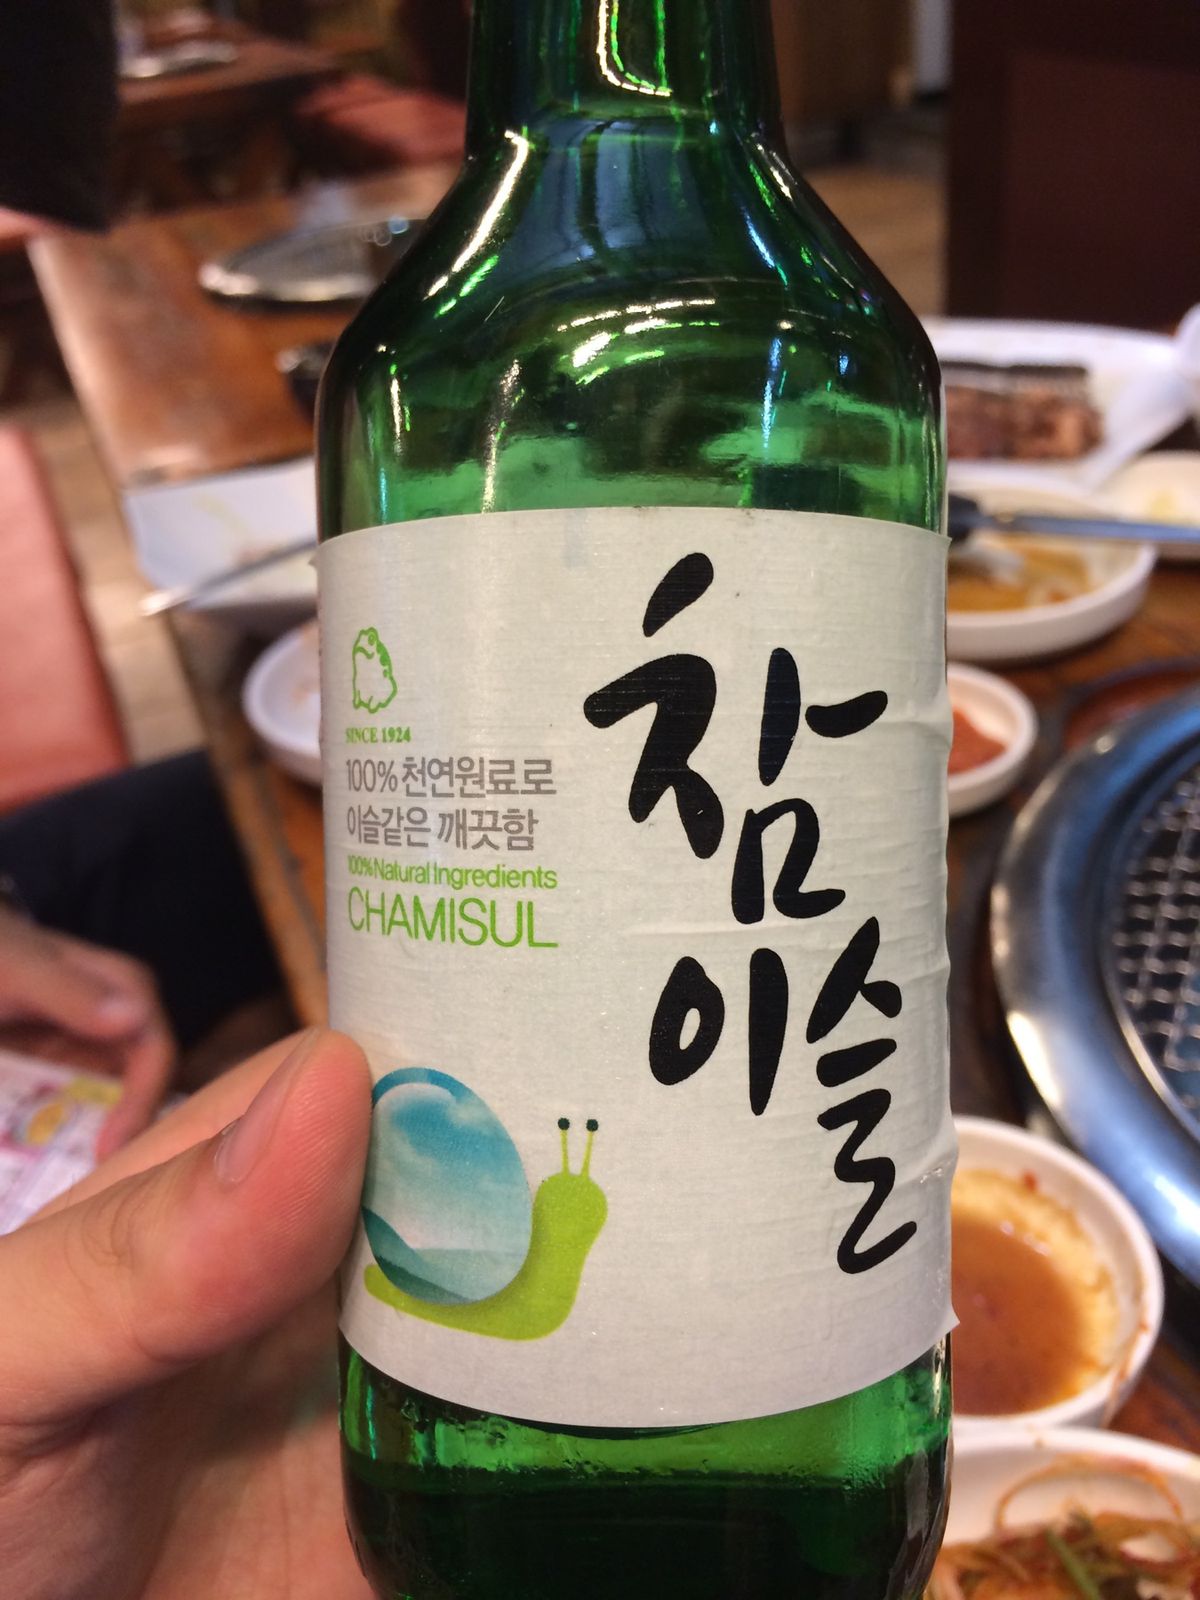 SINCE 1924
100% 천연원료로
이슬같은 깨끗함
100% Natural Ingredients
CHAMISUL
참
이슬